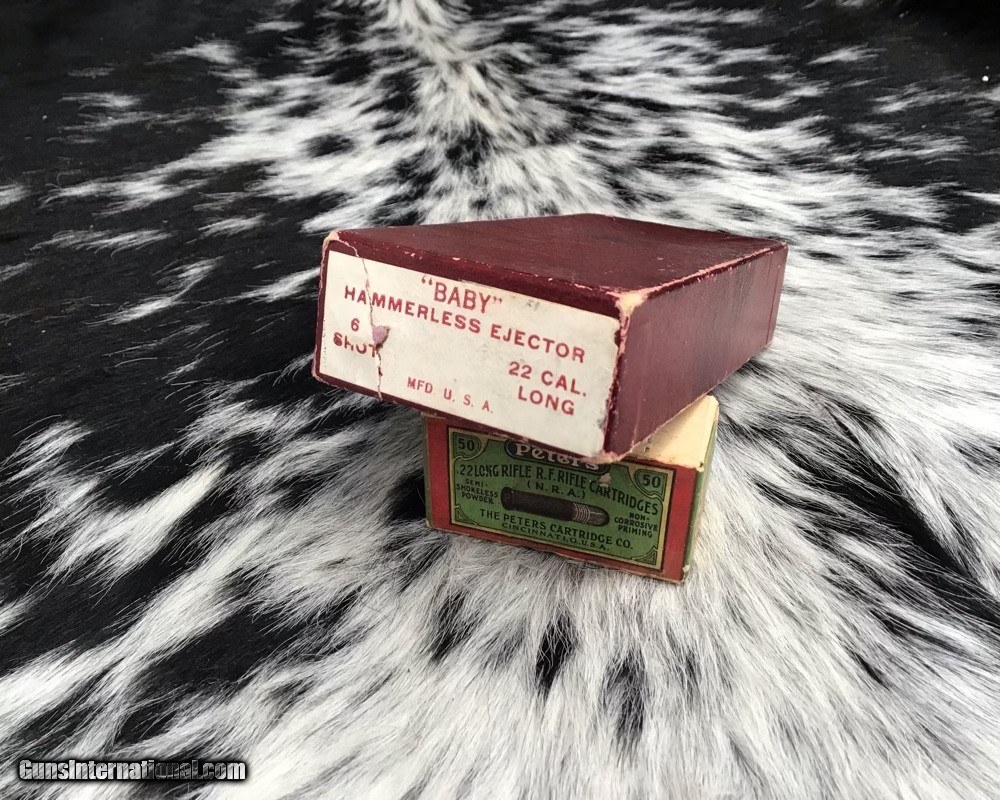 "BABY"
HAMMERLESS EJECTOR
6
SHOT
22 CAL.
LONG
MFD. U. S. A.
50
Peters
50
.22 LONG RIFLE R.F. RIFLE CARTRIDGES
(N.R.A.)
SEMI-
SMOKELESS
POWDER
NON-
CORROSIVE
PRIMING
THE PETERS CARTRIDGE CO.
CINCINNATI, O. U.S.A.
GunsInternational.com